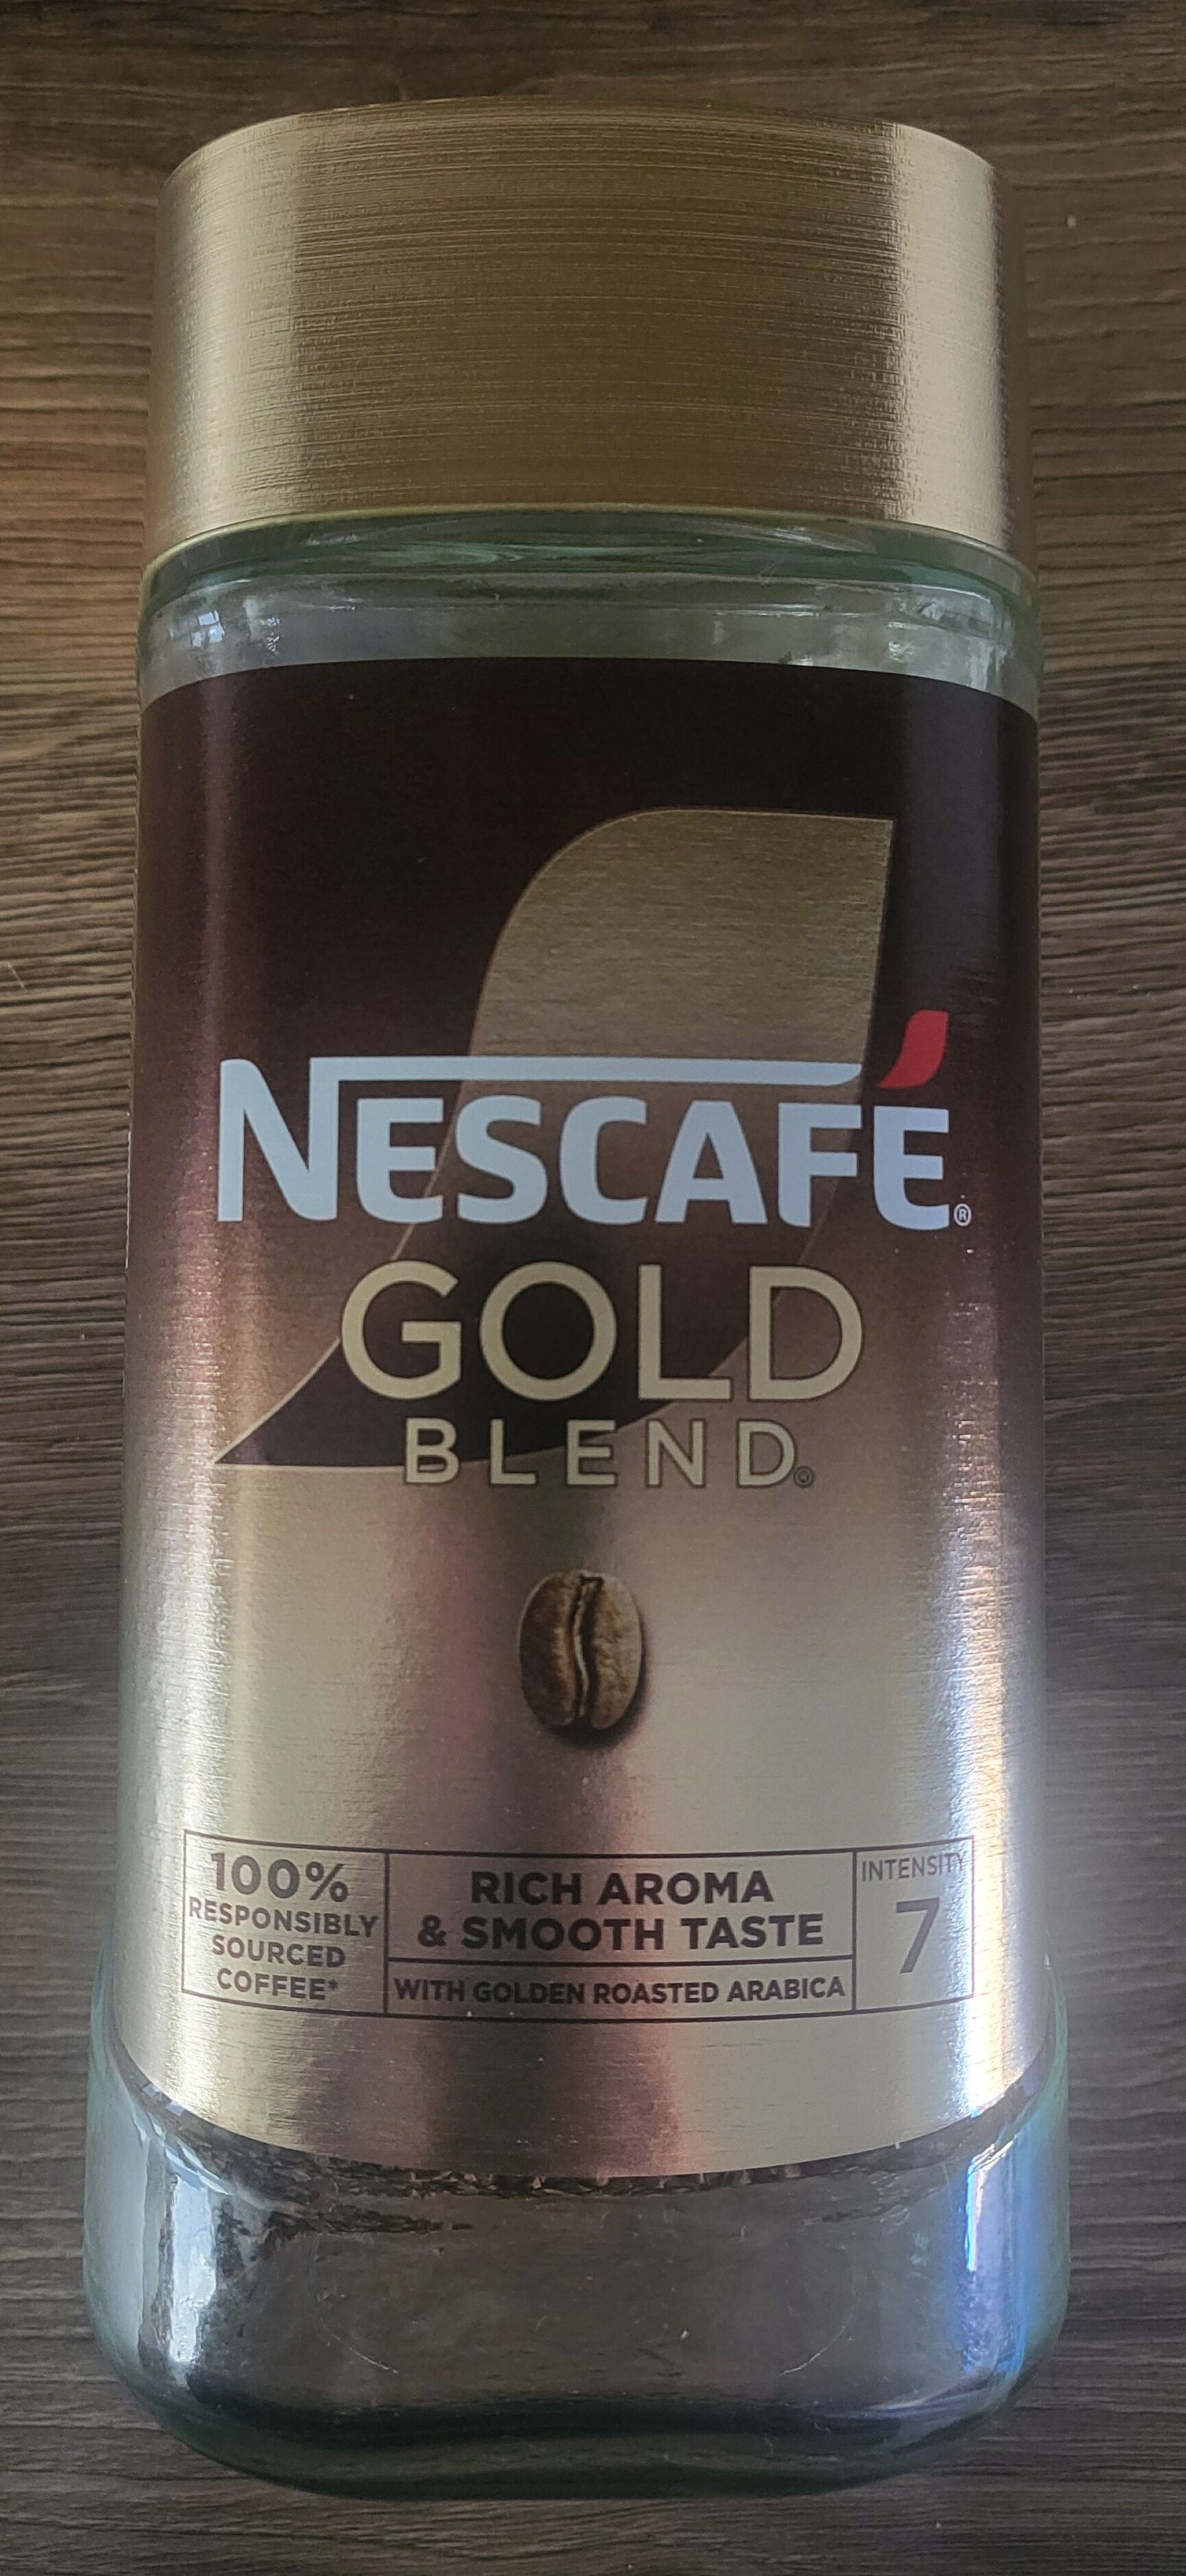 NESCAFÉ®
GOLD
BLEND®
100%
RESPONSIBLY
SOURCED
COFFEE*
RICH AROMA
& SMOOTH TASTE
WITH GOLDEN ROASTED ARABICA
INTENSITY
7